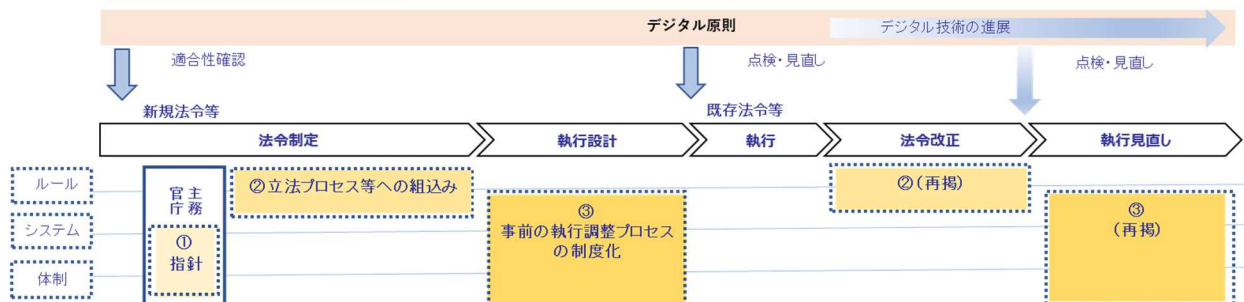 デジタル原則
デジタル技術の進展
適合性確認
点検・見直し
点検・見直し
新規法令等
既存法令等
法令制定
執行設計
執行
法令改正
執行見直し
ルール
システム
体制
主務
官庁
①
指針
②立法プロセス等への組込み
③
事前の執行調整プロセス
の制度化
②(再掲)
③
(再掲)